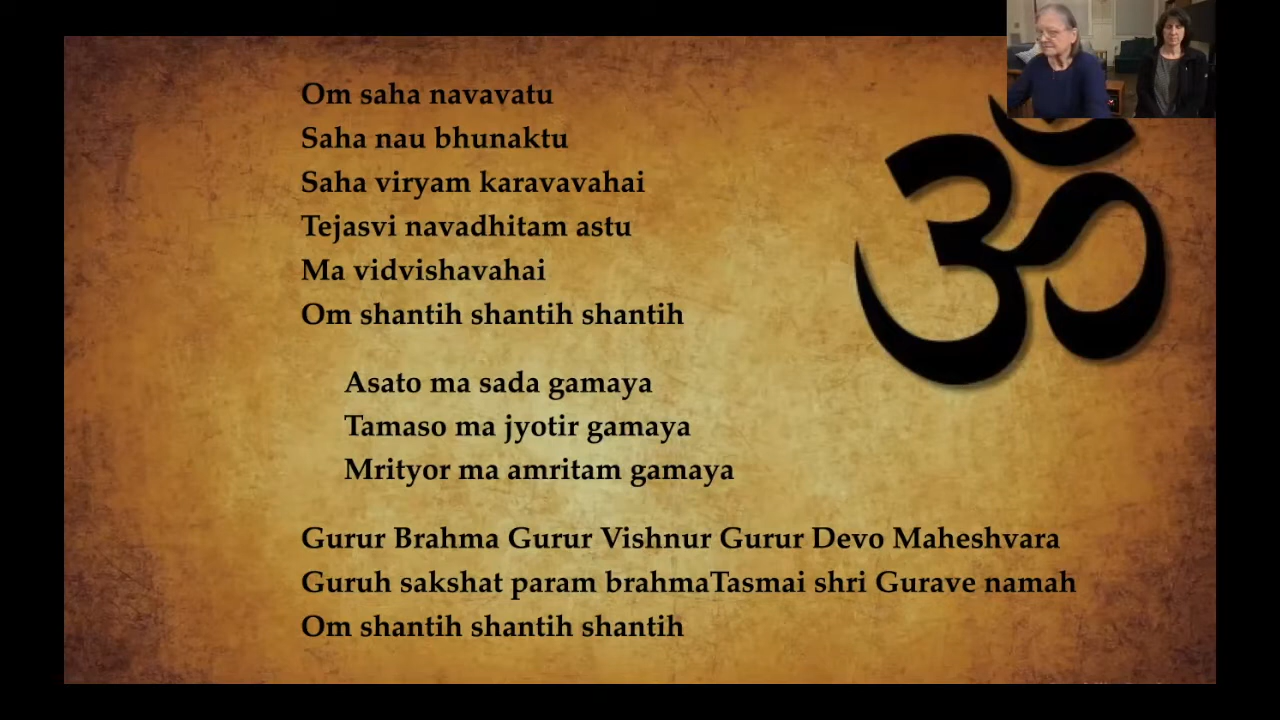 Om saha navavatu
Saha nau bhunaktu
Saha viryam karavavahai
Tejasvi navadhitam astu
Ma vidvishavahai
Om shantih shantih shantih
Asato ma sada gamaya
Tamaso ma jyotir gamaya
Mrityor ma amritam gamaya
Gurur Brahma Gurur Vishnur Gurur Devo Maheshvara
Guruh sakshat param brahmaTasmai shri Gurave namah
Om shantih shantih shantih
ॐ